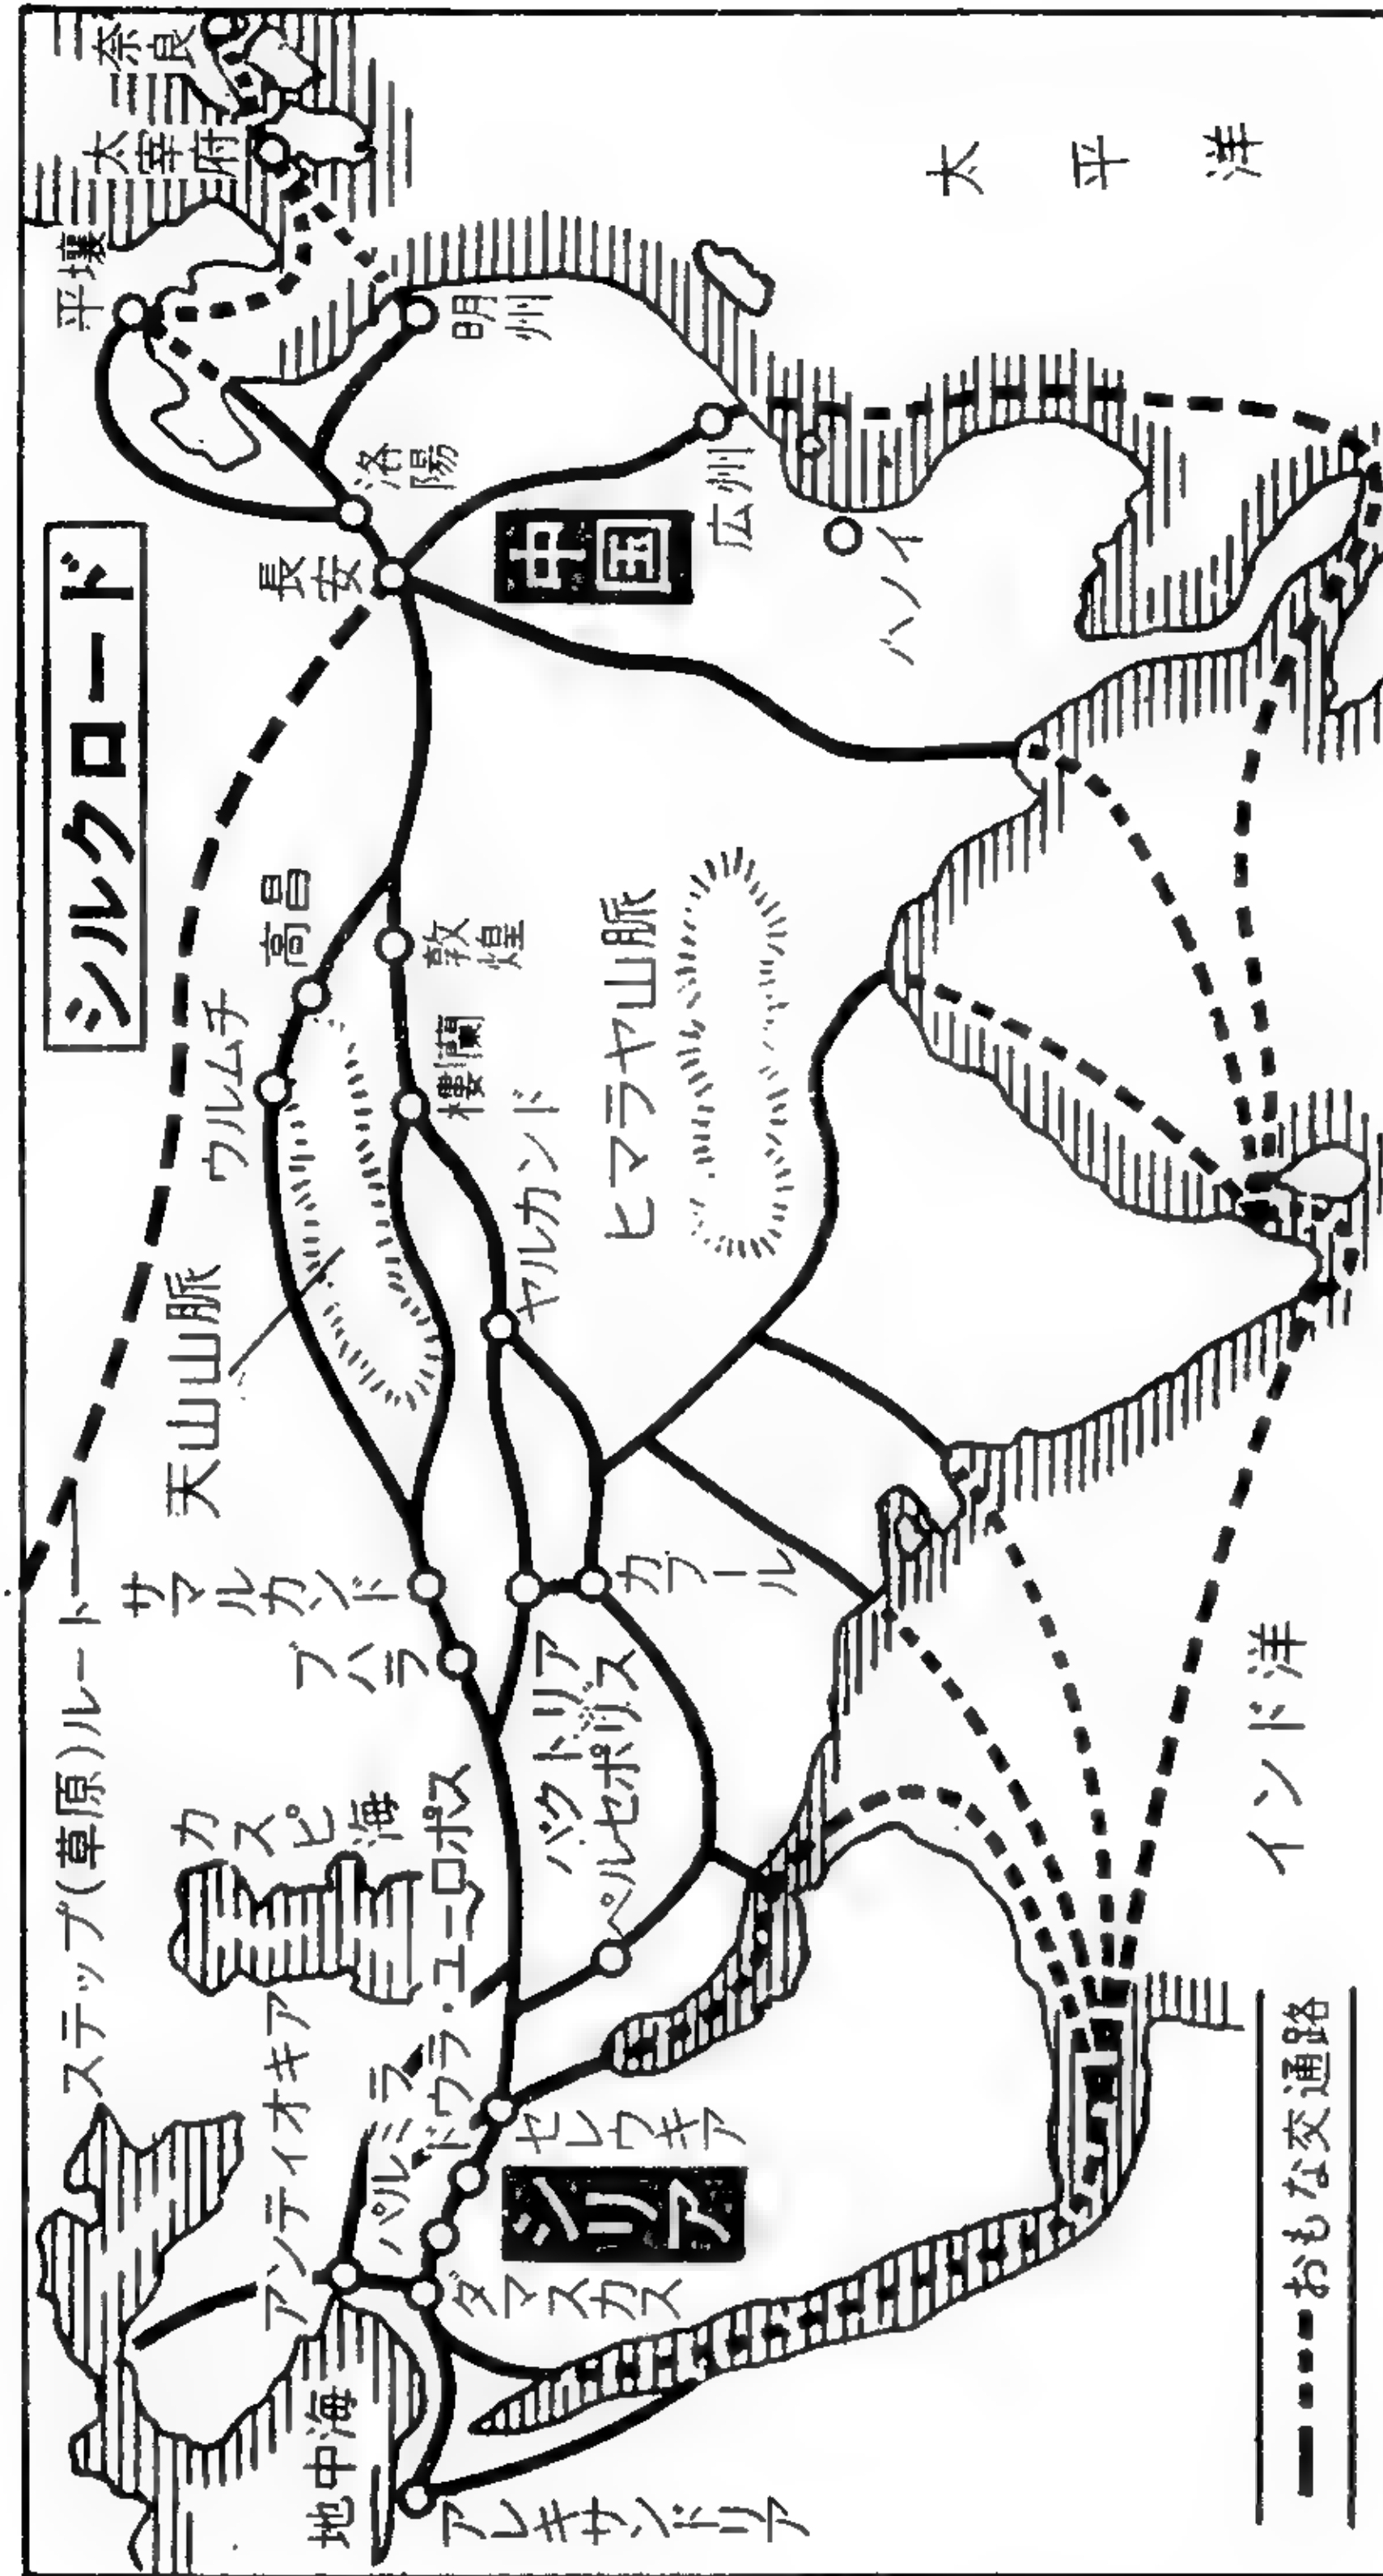 シルクロード
ステップ(草原)ルート
奈良
太宰府
平壌
明州
洛陽
長安
中国
広州
ハノイ
太平洋
高昌
敦煌
ウルムチ
楼蘭
ヤルカンド
天山山脈
ヒマラヤ山脈
サマルカンド
ブハラ
カブール
バクトリア
ペルセポリス
カスピ海
ドウラ・ユーロポス
パルミラ
アンティオキア
セレウキア
シリア
ダマスカス
地中海
アレキサンドリア
インド洋
おもな交通路